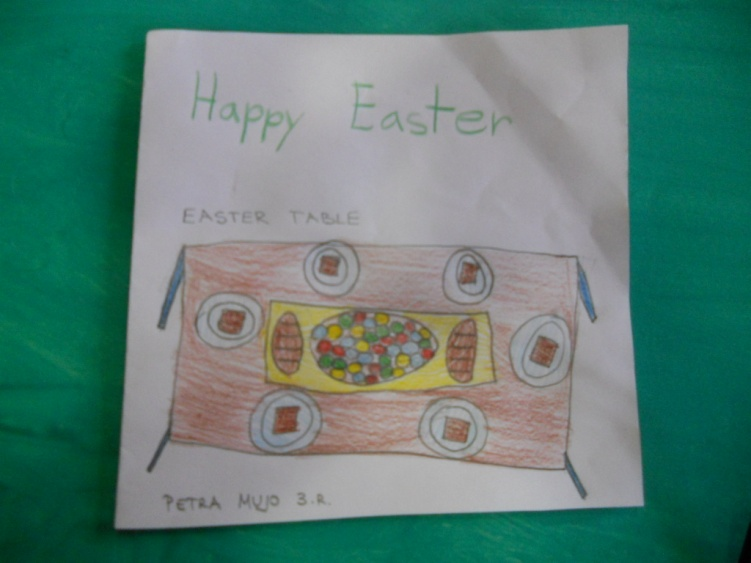 Happy Easter
EASTER TABLE
PETRA MUJO 3.R.